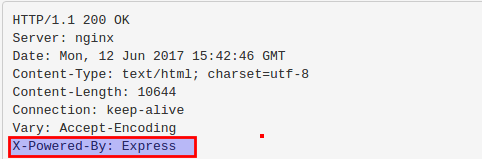 HTTP/1.1 200 OK
Server: nginx
Date: Mon, 12 Jun 2017 15:42:46 GMT
Content-Type: text/html; charset=utf-8
Content-Length: 10644
Connection: keep-alive
Vary: Accept-Encoding
X-Powered-By: Express